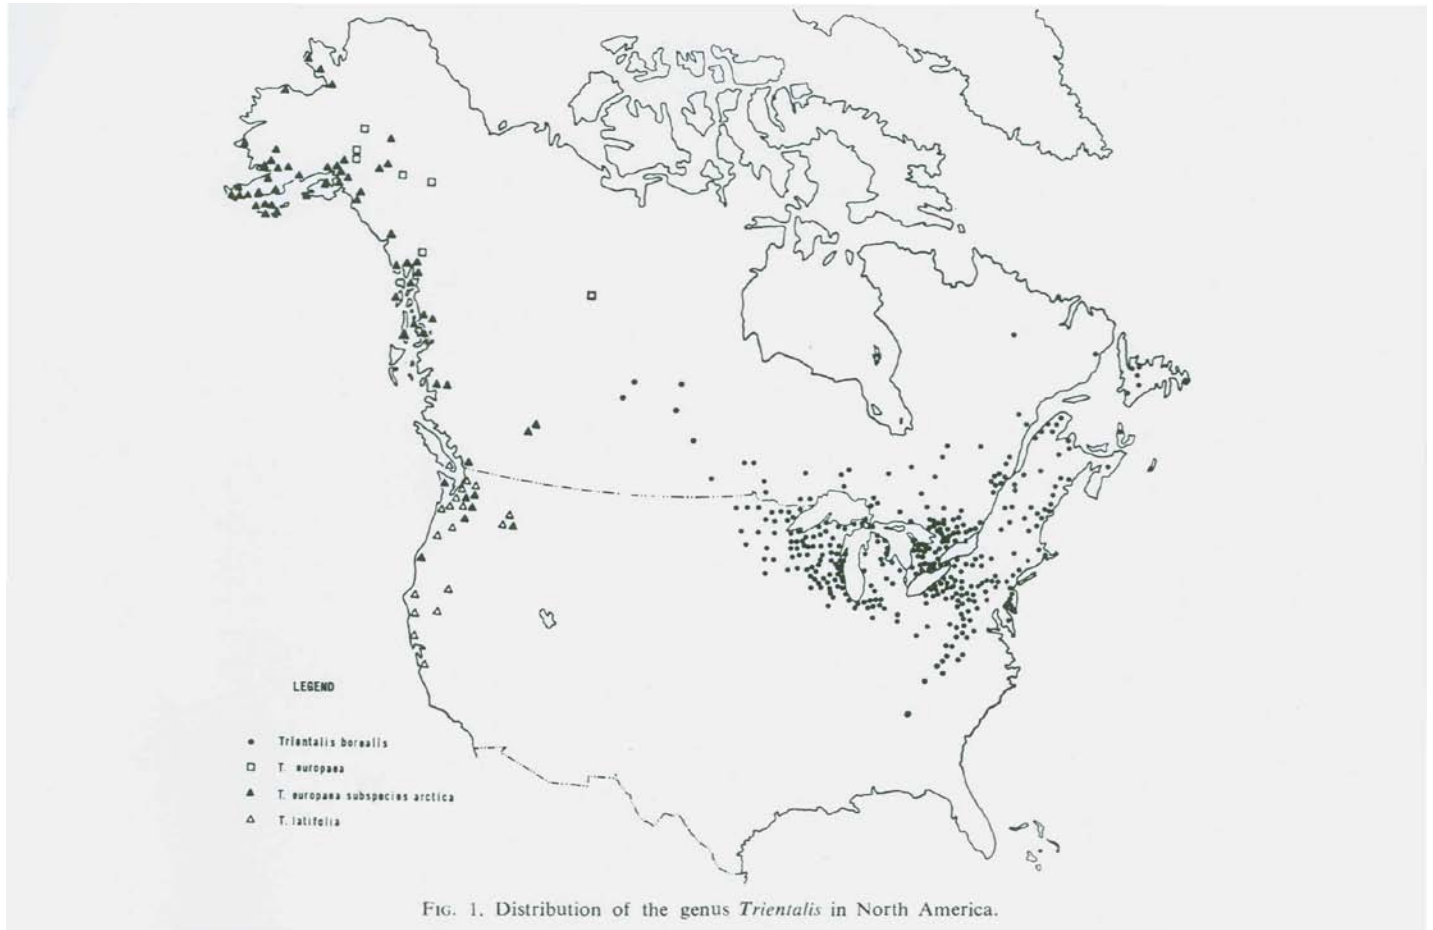 LEGEND
Trientalis borealis
T. europaea
T. europaea subspecies arctica
T. latifolia
FIG. 1. Distribution of the genus Trientalis in North America.